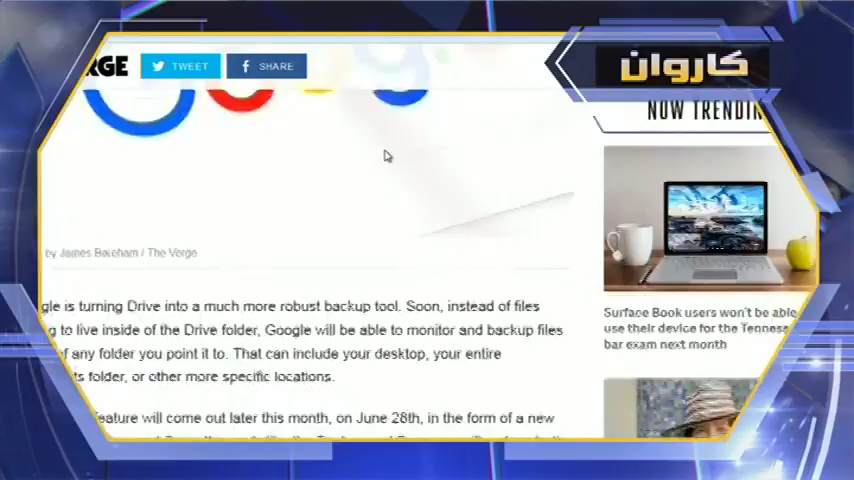 RGE
TWEET
SHARE
کاروان
NOW TRENDIN
by James Bareham / The Verge
gle is turning Drive into a much more robust backup tool. Soon, instead of files
g to live inside of the Drive folder, Google will be able to monitor and backup files
of any folder you point it to. That can include your desktop, your entire
ts folder, or other more specific locations.
feature will come out later this month, on June 28th, in the form of a new
Surface Book users won't be able
use their device for the Tenness
bar exam next month